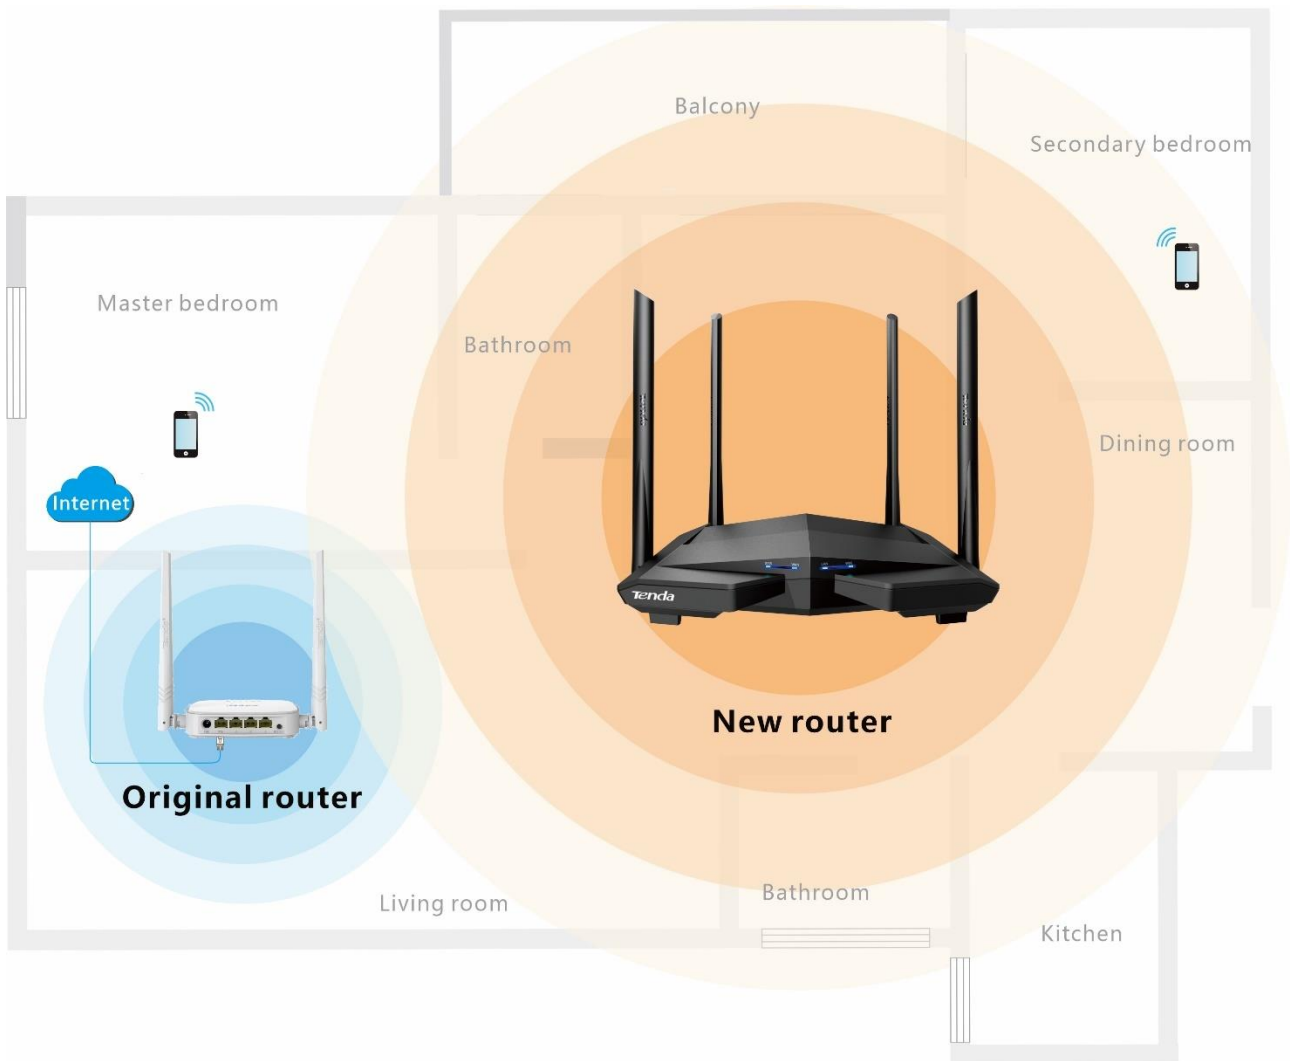 Balcony
Secondary bedroom
Master bedroom
Bathroom
Dining room
Internet
Tenda
New router
Original router
Bathroom
Living room
Kitchen